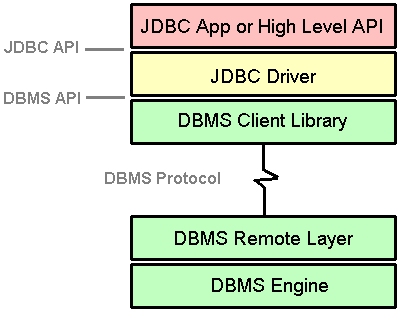 JDBC App or High Level API
JDBC API
JDBC Driver
DBMS API
DBMS Client Library
DBMS Protocol
DBMS Remote Layer
DBMS Engine